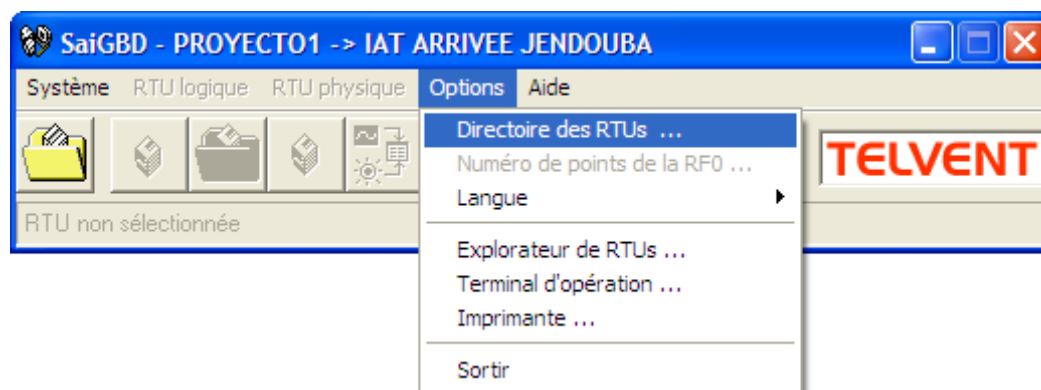 SaiGBD - PROYECTO1 -> IAT ARRIVEE JENDOUBA
Système RTU logique RTU physique Options Aide
Directoire des RTUs ...
Numéro de points de la RF0 ...
Langue
TELVENT
RTU non sélectionnée
Explorateur de RTUs ...
Terminal d'opération ...
Imprimante ...
Sortir